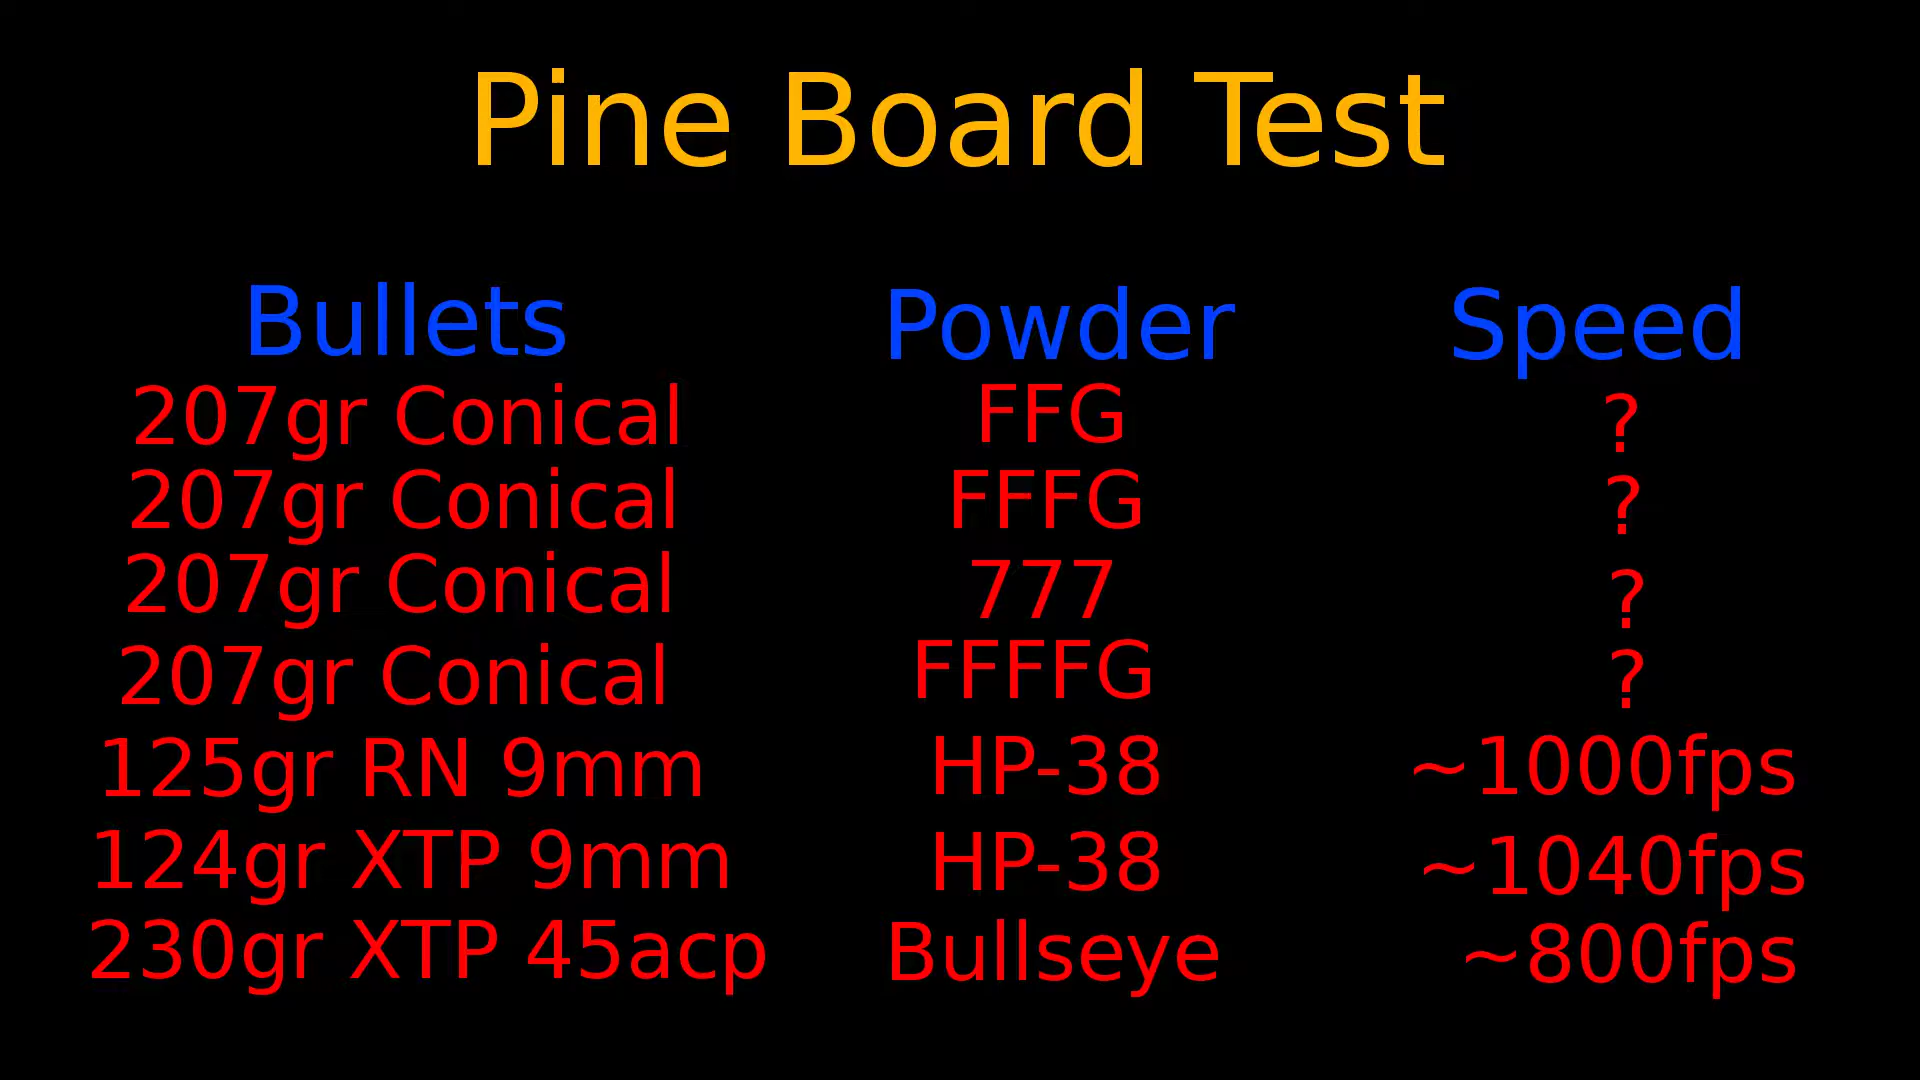 Pine Board Test
Bullets Powder Speed
207gr Conical FFG ?
207gr Conical FFFG ?
207gr Conical 777 ?
207gr Conical FFFFG ?
125gr RN 9mm HP-38 ~1000fps
124gr XTP 9mm HP-38 ~1040fps
230gr XTP 45acp Bullseye ~800fps